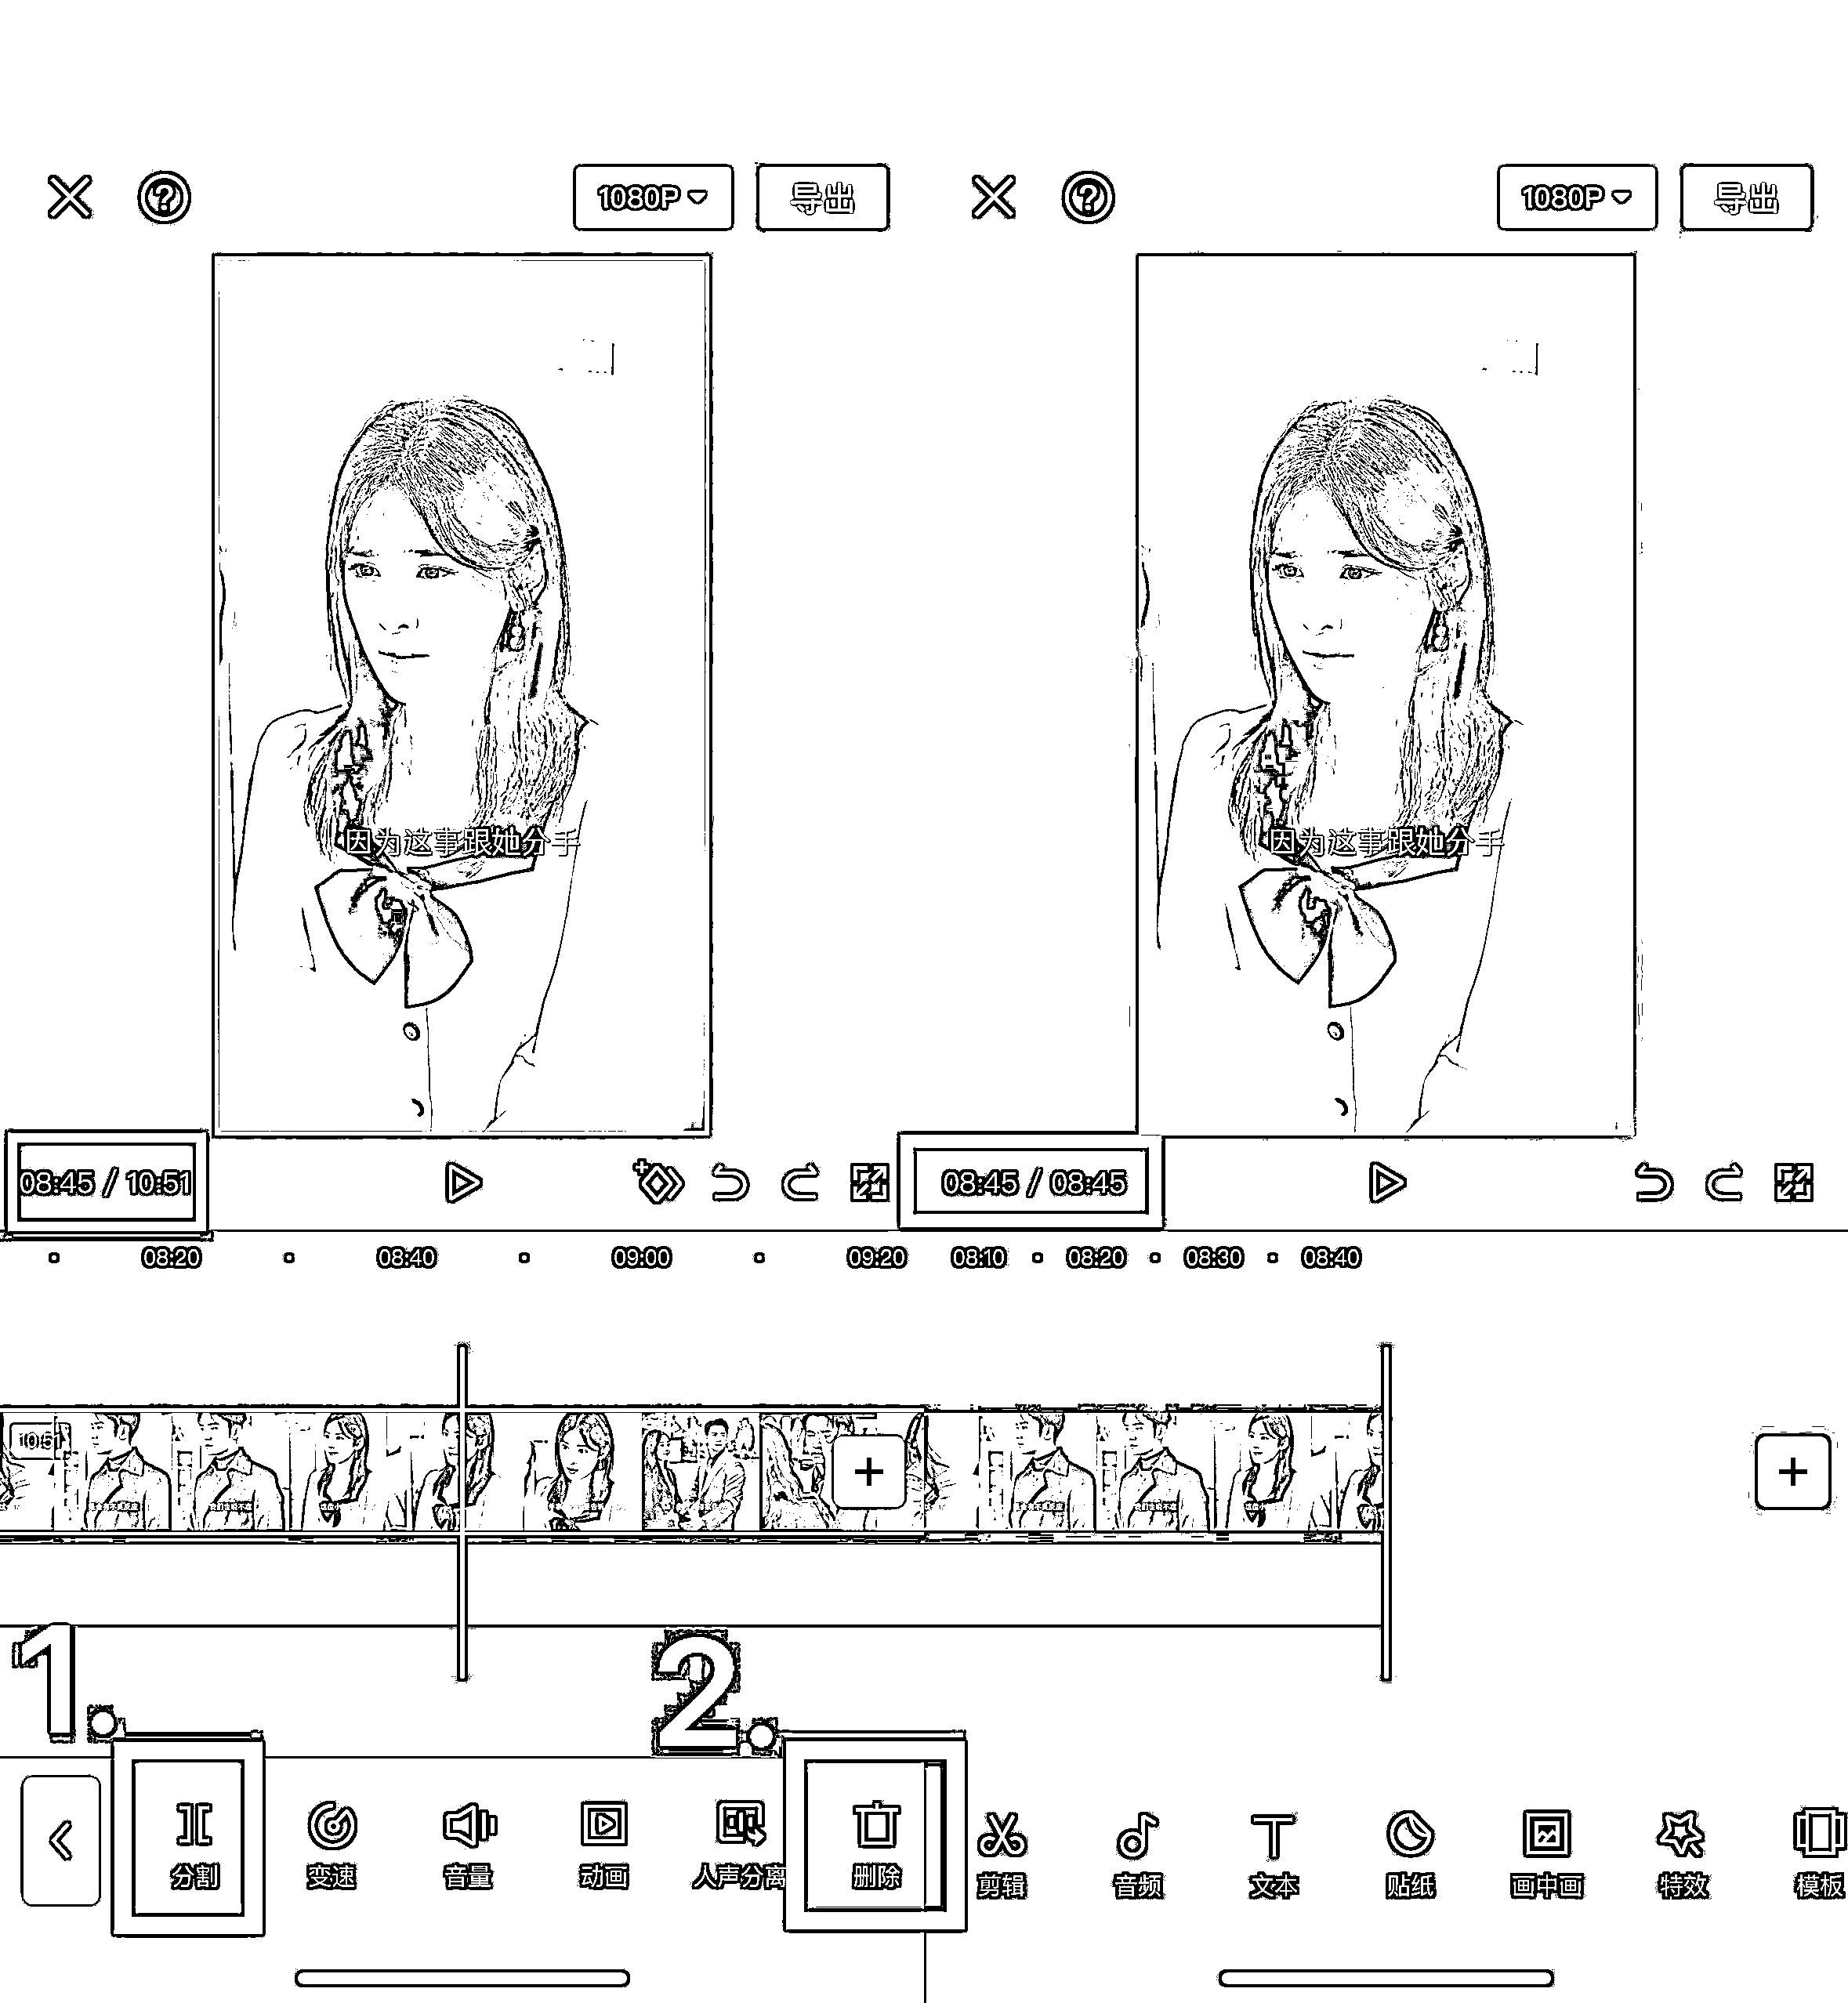 1080P
导出
1080P
导出
因为这事跟她分手
因为这事跟她分手
08:45 / 10:51
08:45 / 08:45
08:20
08:40
09:00
09:20
08:10
08:20
08:30
08:40
10:51
1.
2.
分割
变速
音量
动画
人声分离
删除
剪辑
音频
文本
贴纸
画中画
特效
模板